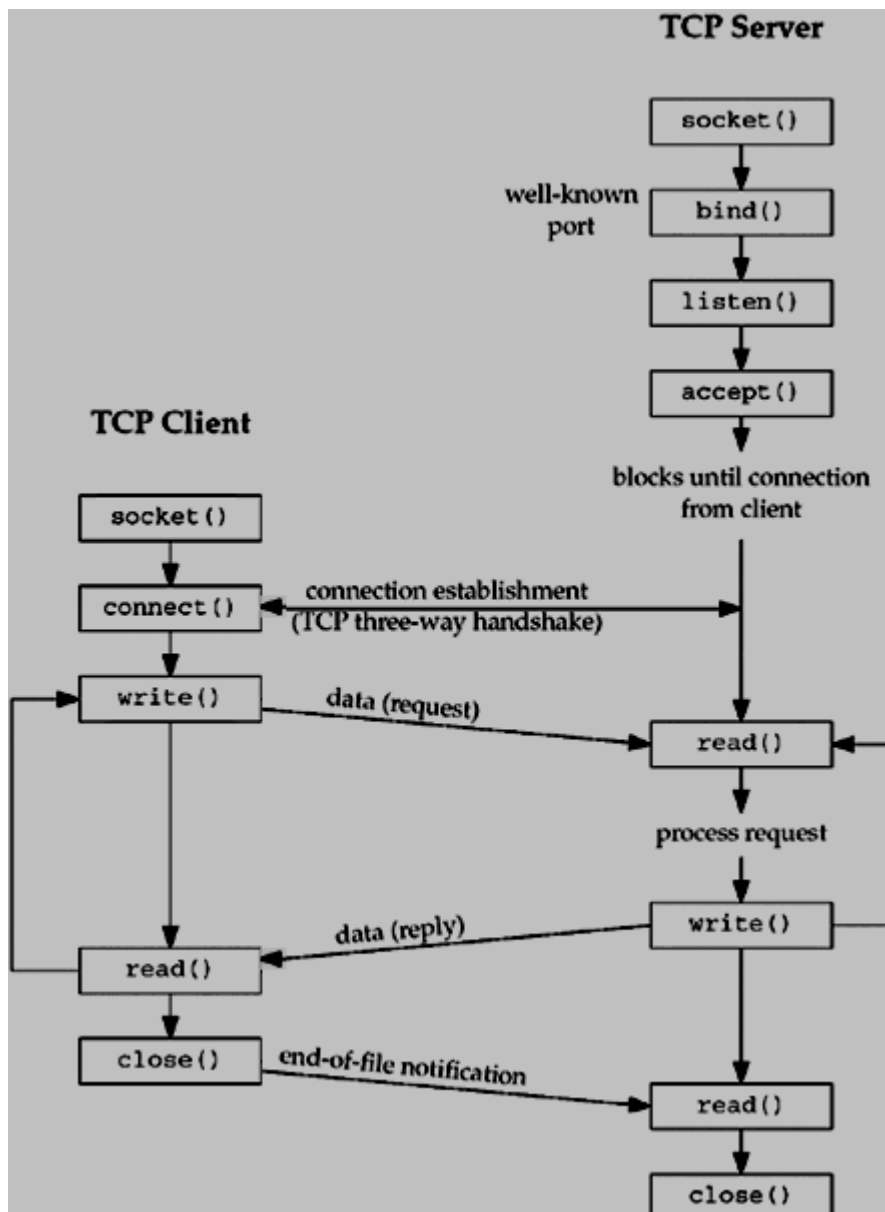 TCP Server
socket()
well-known
port
bind()
listen()
accept()
TCP Client
blocks until connection
from client
socket()
connect()
connection establishment
(TCP three-way handshake)
write()
data (request)
read()
process request
write()
data (reply)
read()
close()
end-of-file notification
read()
close()